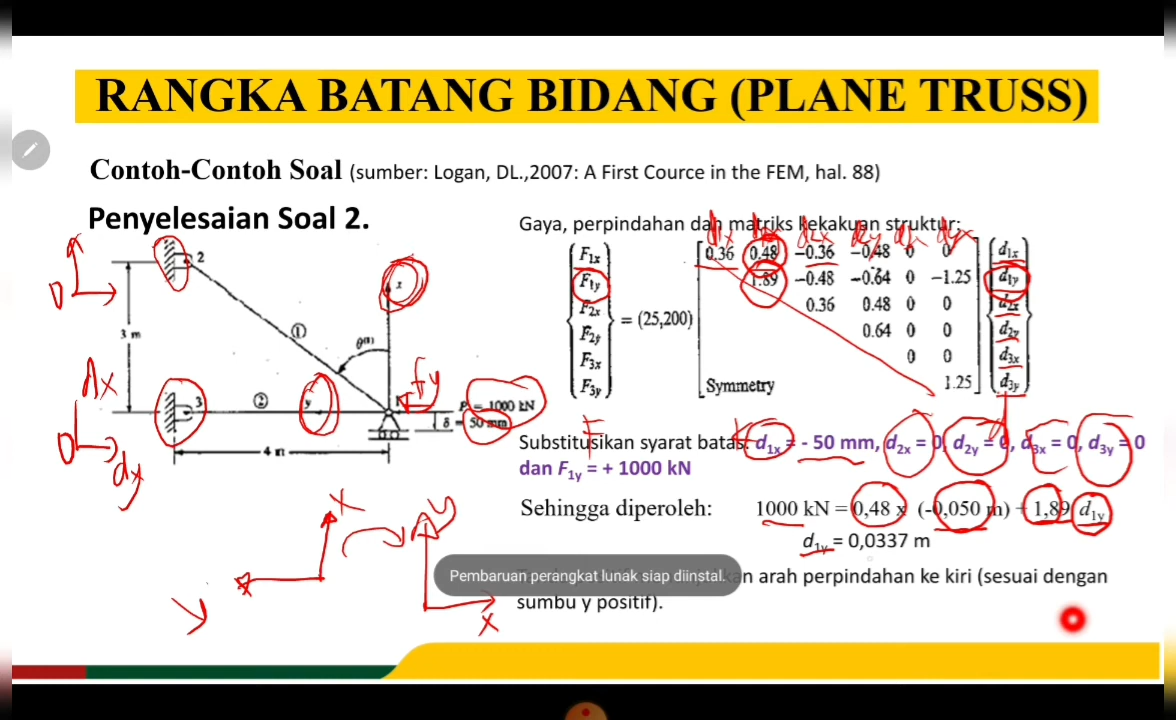 RANGKA BATANG BIDANG (PLANE TRUSS)
Contoh-Contoh Soal (sumber: Logan, DL.,2007: A First Cource in the FEM, hal. 88)
Penyelesaian Soal 2.
Gaya, perpindahan dan matriks kekakuan struktur:
F1x
F1y
F2x
F2y
F3x
F3y
= (25,200)
0.36 0.48 −0.36 −0.48 0 0
1.89 −0.48 −0.64 0 −1.25
0.36 0.48 0 0
0.64 0 0
0 0
Symmetry 1.25
d1x
d1y
d2x
d2y
d3x
d3y
2
1
x
3 m
θ(1)
3
2
y
P = 1000 kN
δ = 50 mm
4 m
Substitusikan syarat batas: d1x = - 50 mm, d2x = 0, d2y = 0, d3x = 0, d3y = 0
dan F1y = + 1000 kN
Sehingga diperoleh: 1000 kN = 0,48 x (-0,050 m) + 1,89 d1y
d1y = 0,0337 m
Pembaruan perangkat lunak siap diinstal.
n arah perpindahan ke kiri (sesuai dengan
sumbu y positif).
0
Dx
Fy
0
dy
F
x
y
y
x